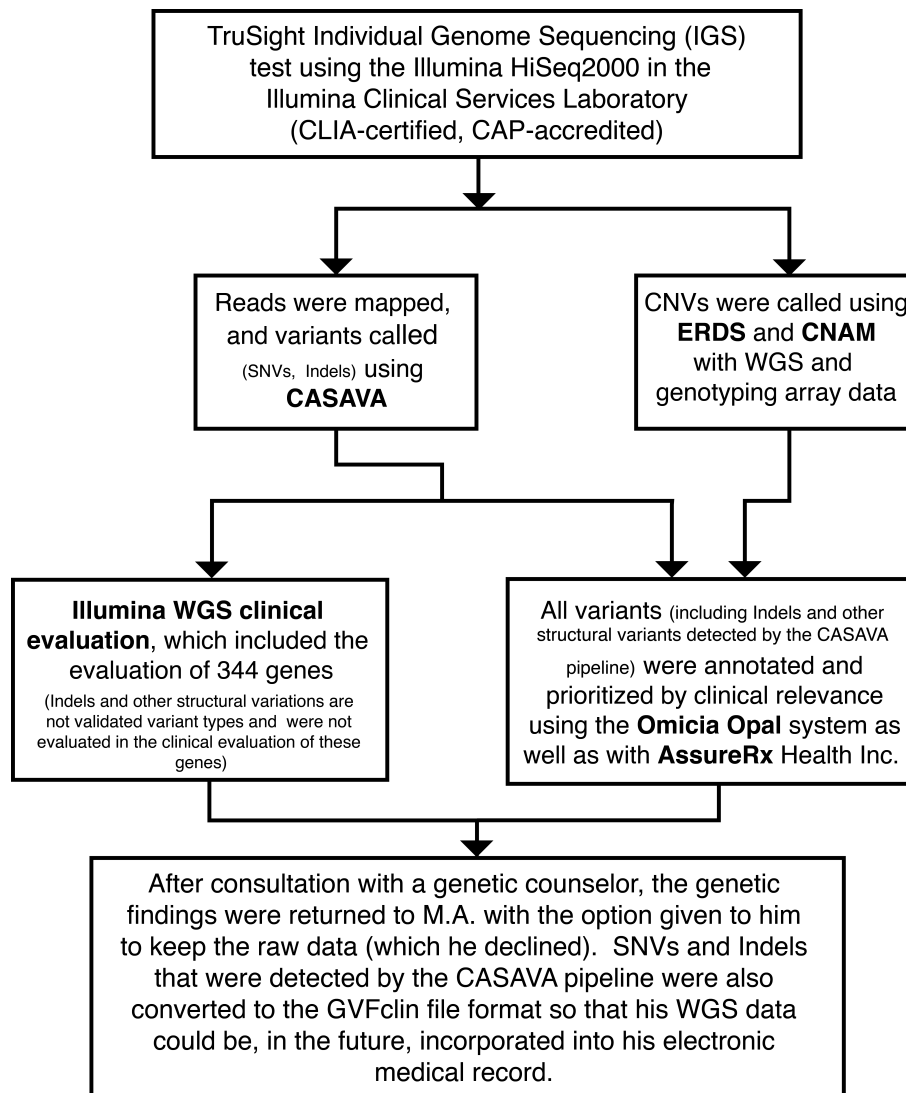 TruSight Individual Genome Sequencing (IGS)
test using the Illumina HiSeq2000 in the
Illumina Clinical Services Laboratory
(CLIA-certified, CAP-accredited)
Reads were mapped,
and variants called
(SNVs, Indels) using
CASAVA
CNVs were called using
ERDS and CNAM
with WGS and
genotyping array data
Illumina WGS clinical
evaluation, which included the
evaluation of 344 genes
(Indels and other structural variations are
not validated variant types and were not
evaluated in the clinical evaluation of these
genes)
All variants (including Indels and other
structural variants detected by the CASAVA
pipeline) were annotated and
prioritized by clinical relevance
using the Omicia Opal system as
well as with AssureRx Health Inc.
After consultation with a genetic counselor, the genetic
findings were returned to M.A. with the option given to him
to keep the raw data (which he declined). SNVs and Indels
that were detected by the CASAVA pipeline were also
converted to the GVFclin file format so that his WGS data
could be, in the future, incorporated into his electronic
medical record.